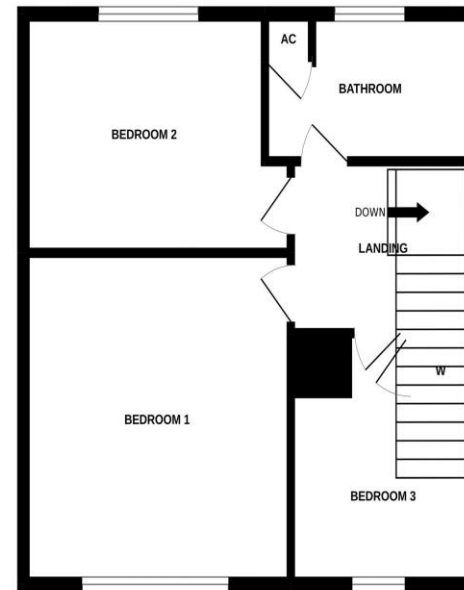 AC
BATHROOM
BEDROOM 2
DOWN
LANDING
W
BEDROOM 1
BEDROOM 3